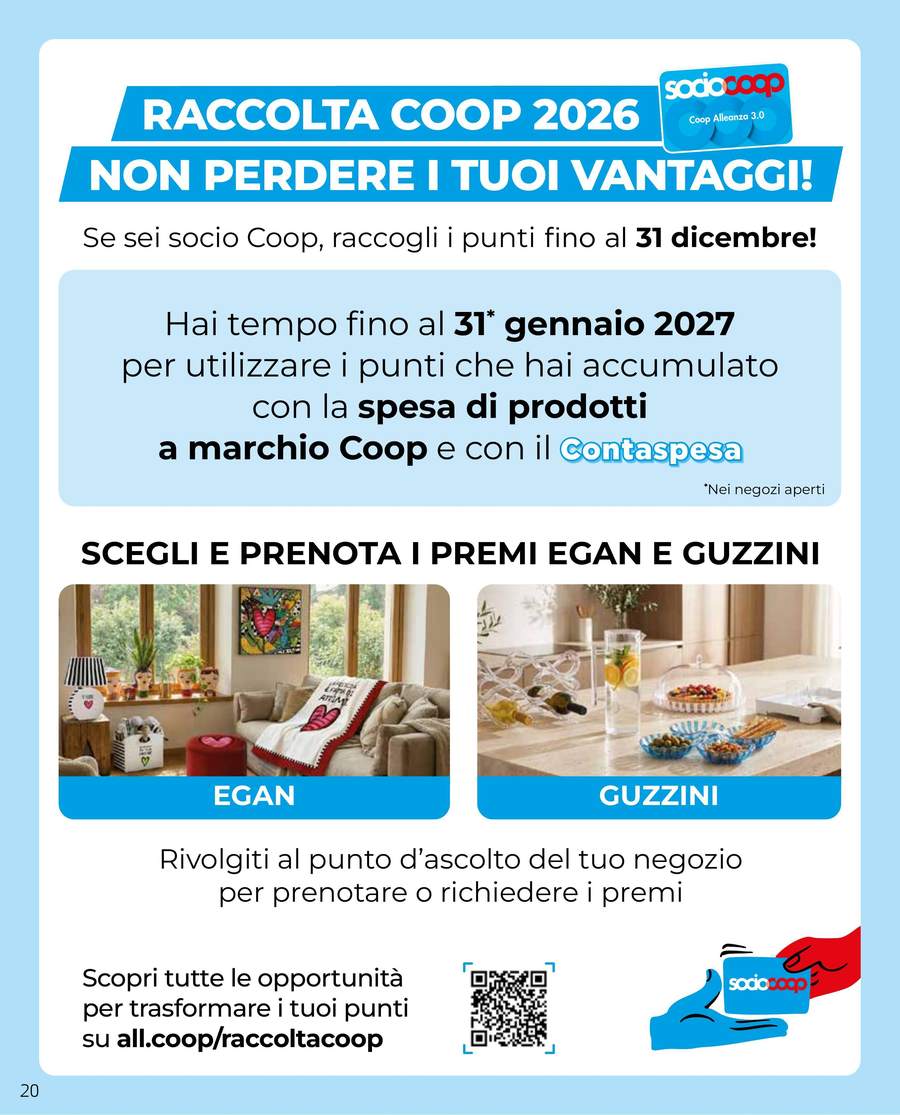 RACCOLTA COOP 2026
sociocoop
Coop Alleanza 3.0
NON PERDERE I TUOI VANTAGGI!
Se sei socio Coop, raccogli i punti fino al 31 dicembre!
Hai tempo fino al 31* gennaio 2027
per utilizzare i punti che hai accumulato
con la spesa di prodotti
a marchio Coop e con il Contaspesa
*Nei negozi aperti
SCEGLI E PRENOTA I PREMI EGAN E GUZZINI
EGAN
GUZZINI
Rivolgiti al punto d'ascolto del tuo negozio
per prenotare o richiedere i premi
Scopri tutte le opportunità
per trasformare i tuoi punti
su all.coop/raccoltacoop
sociocoop
20